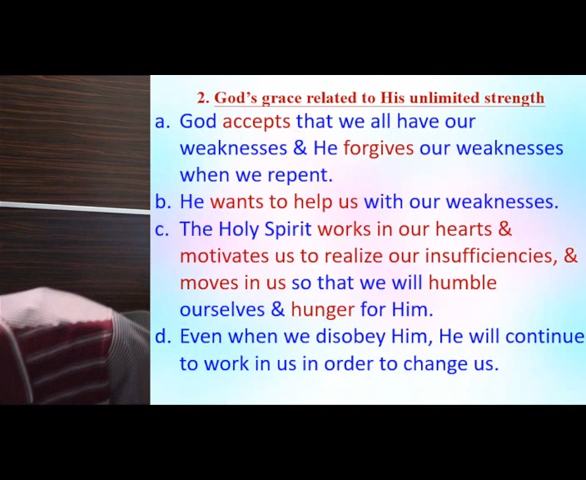 2. God's grace related to His unlimited strength
a. God accepts that we all have our
weaknesses & He forgives our weaknesses
when we repent.
b. He wants to help us with our weaknesses.
c. The Holy Spirit works in our hearts &
motivates us to realize our insufficiencies, &
moves in us so that we will humble
ourselves & hunger for Him.
d. Even when we disobey Him, He will continue
to work in us in order to change us.